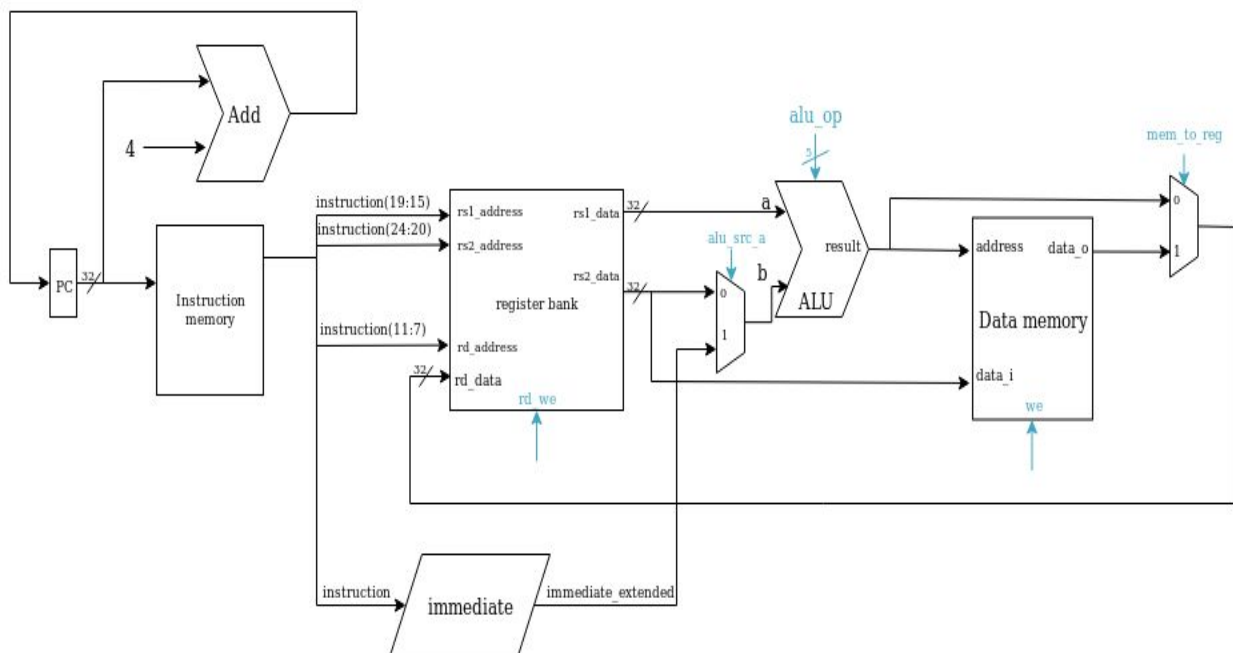 alu_op
5
mem_to_reg
Add
4
instruction(19:15)
rs1_address
instruction(24:20)
rs2_address
rs1_data
32
a
alu_src_a
0
1
b
result
ALU
0
1
address
data_o
PC
32
Instruction
memory
rs2_data
32
register bank
Data memory
instruction(11:7)
rd_address
32
rd_data
rd_we
data_i
we
instruction
immediate
immediate_extended